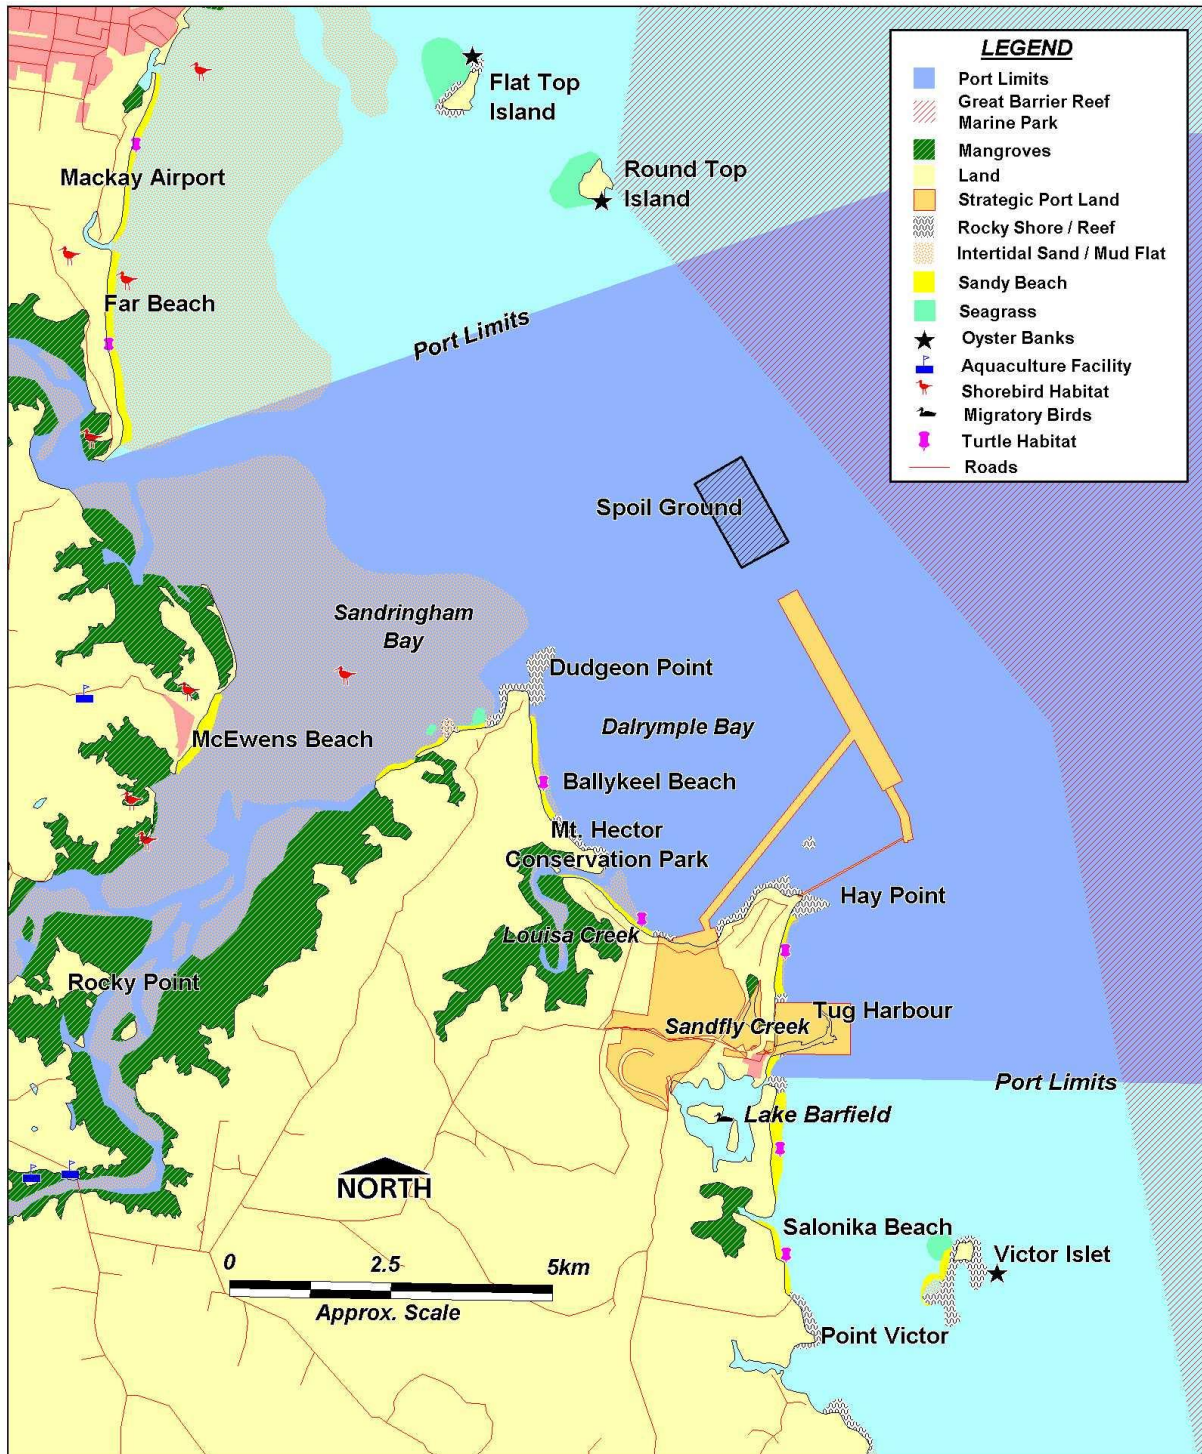 LEGEND
Port Limits
Great Barrier Reef
Marine Park
Mangroves
Land
Strategic Port Land
Rocky Shore / Reef
Intertidal Sand / Mud Flat
Sandy Beach
Seagrass
Oyster Banks
Aquaculture Facility
Shorebird Habitat
Migratory Birds
Turtle Habitat
Roads
Flat Top
Island
Round Top
Island
Mackay Airport
Far Beach
Port Limits
Spoil Ground
Sandringham
Bay
Dudgeon Point
Dalrymple Bay
McEwens Beach
Ballykeel Beach
Mt. Hector
Conservation Park
Hay Point
Louisa Creek
Rocky Point
Tug Harbour
Sandfly Creek
Port Limits
Lake Barfield
NORTH
Salonika Beach
Victor Islet
0 2.5 5km
Approx. Scale
Point Victor